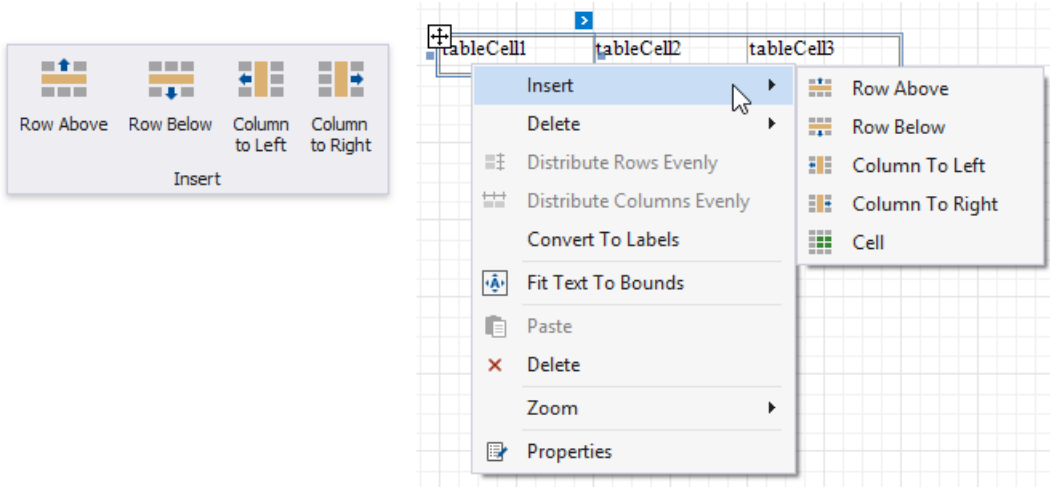 Row Above
Row Below
Column
to Left
Column
to Right
Insert
tableCell1
tableCell2
tableCell3
Insert
Delete
Distribute Rows Evenly
Distribute Columns Evenly
Convert To Labels
Fit Text To Bounds
Paste
Delete
Zoom
Properties
Row Above
Row Below
Column To Left
Column To Right
Cell